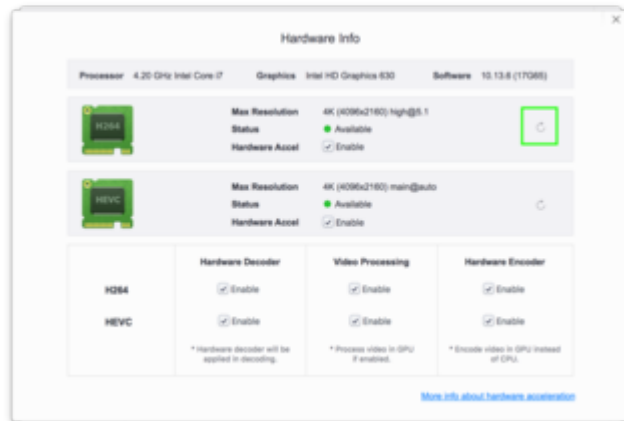 Hardware Info
Processor 4.20 GHz Intel Core i7 Graphics Intel HD Graphics 630 Software 10.13.6 (17G65)
H264
Max Resolution 4K (4096x2160) high@5.1
Status Available
Hardware Accel Enable
HEVC
Max Resolution 4K (4096x2160) main@auto
Status Available
Hardware Accel Enable
Hardware Decoder Video Processing Hardware Encoder
H264 Enable Enable Enable
HEVC Enable Enable Enable
* Hardware decoder will be * Process video in GPU * Encode video in GPU instead
applied in decoding. if enabled. of CPU.
More info about hardware acceleration